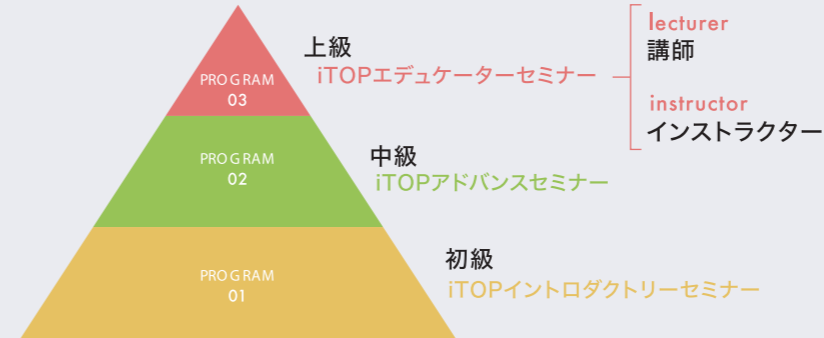 PROGRAM
03
上級
iTOPエデュケーターセミナー
lecturer
講師
instructor
インストラクター
PROGRAM
02
中級
iTOPアドバンスセミナー
PROGRAM
01
初級
iTOPイントロダクトリーセミナー